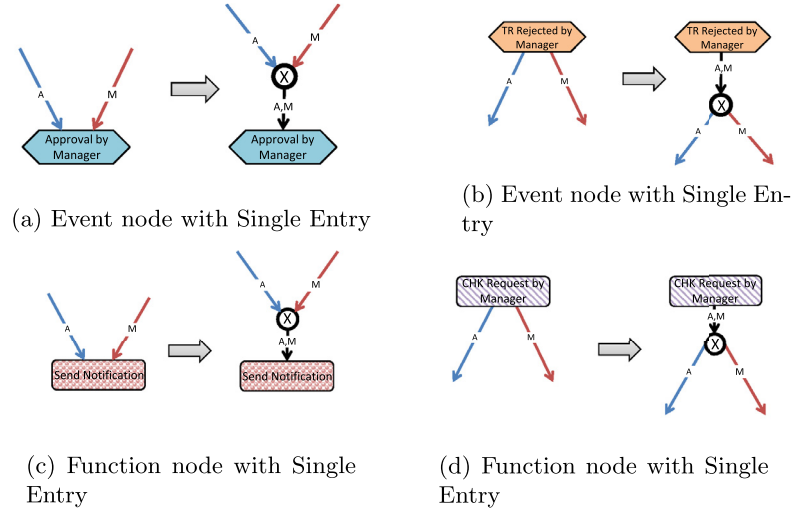 A
M
Approval by
Manager
A
M
X
A,M
Approval by
Manager
(a) Event node with Single Entry
TR Rejected by
Manager
A
M
TR Rejected by
Manager
A,M
X
A
M
(b) Event node with Single En-
try
A
M
Send Notification
A
M
X
A,M
Send Notification
(c) Function node with Single
Entry
CHK Request by
Manager
A
M
CHK Request by
Manager
A,M
X
A
M
(d) Function node with Single
Entry